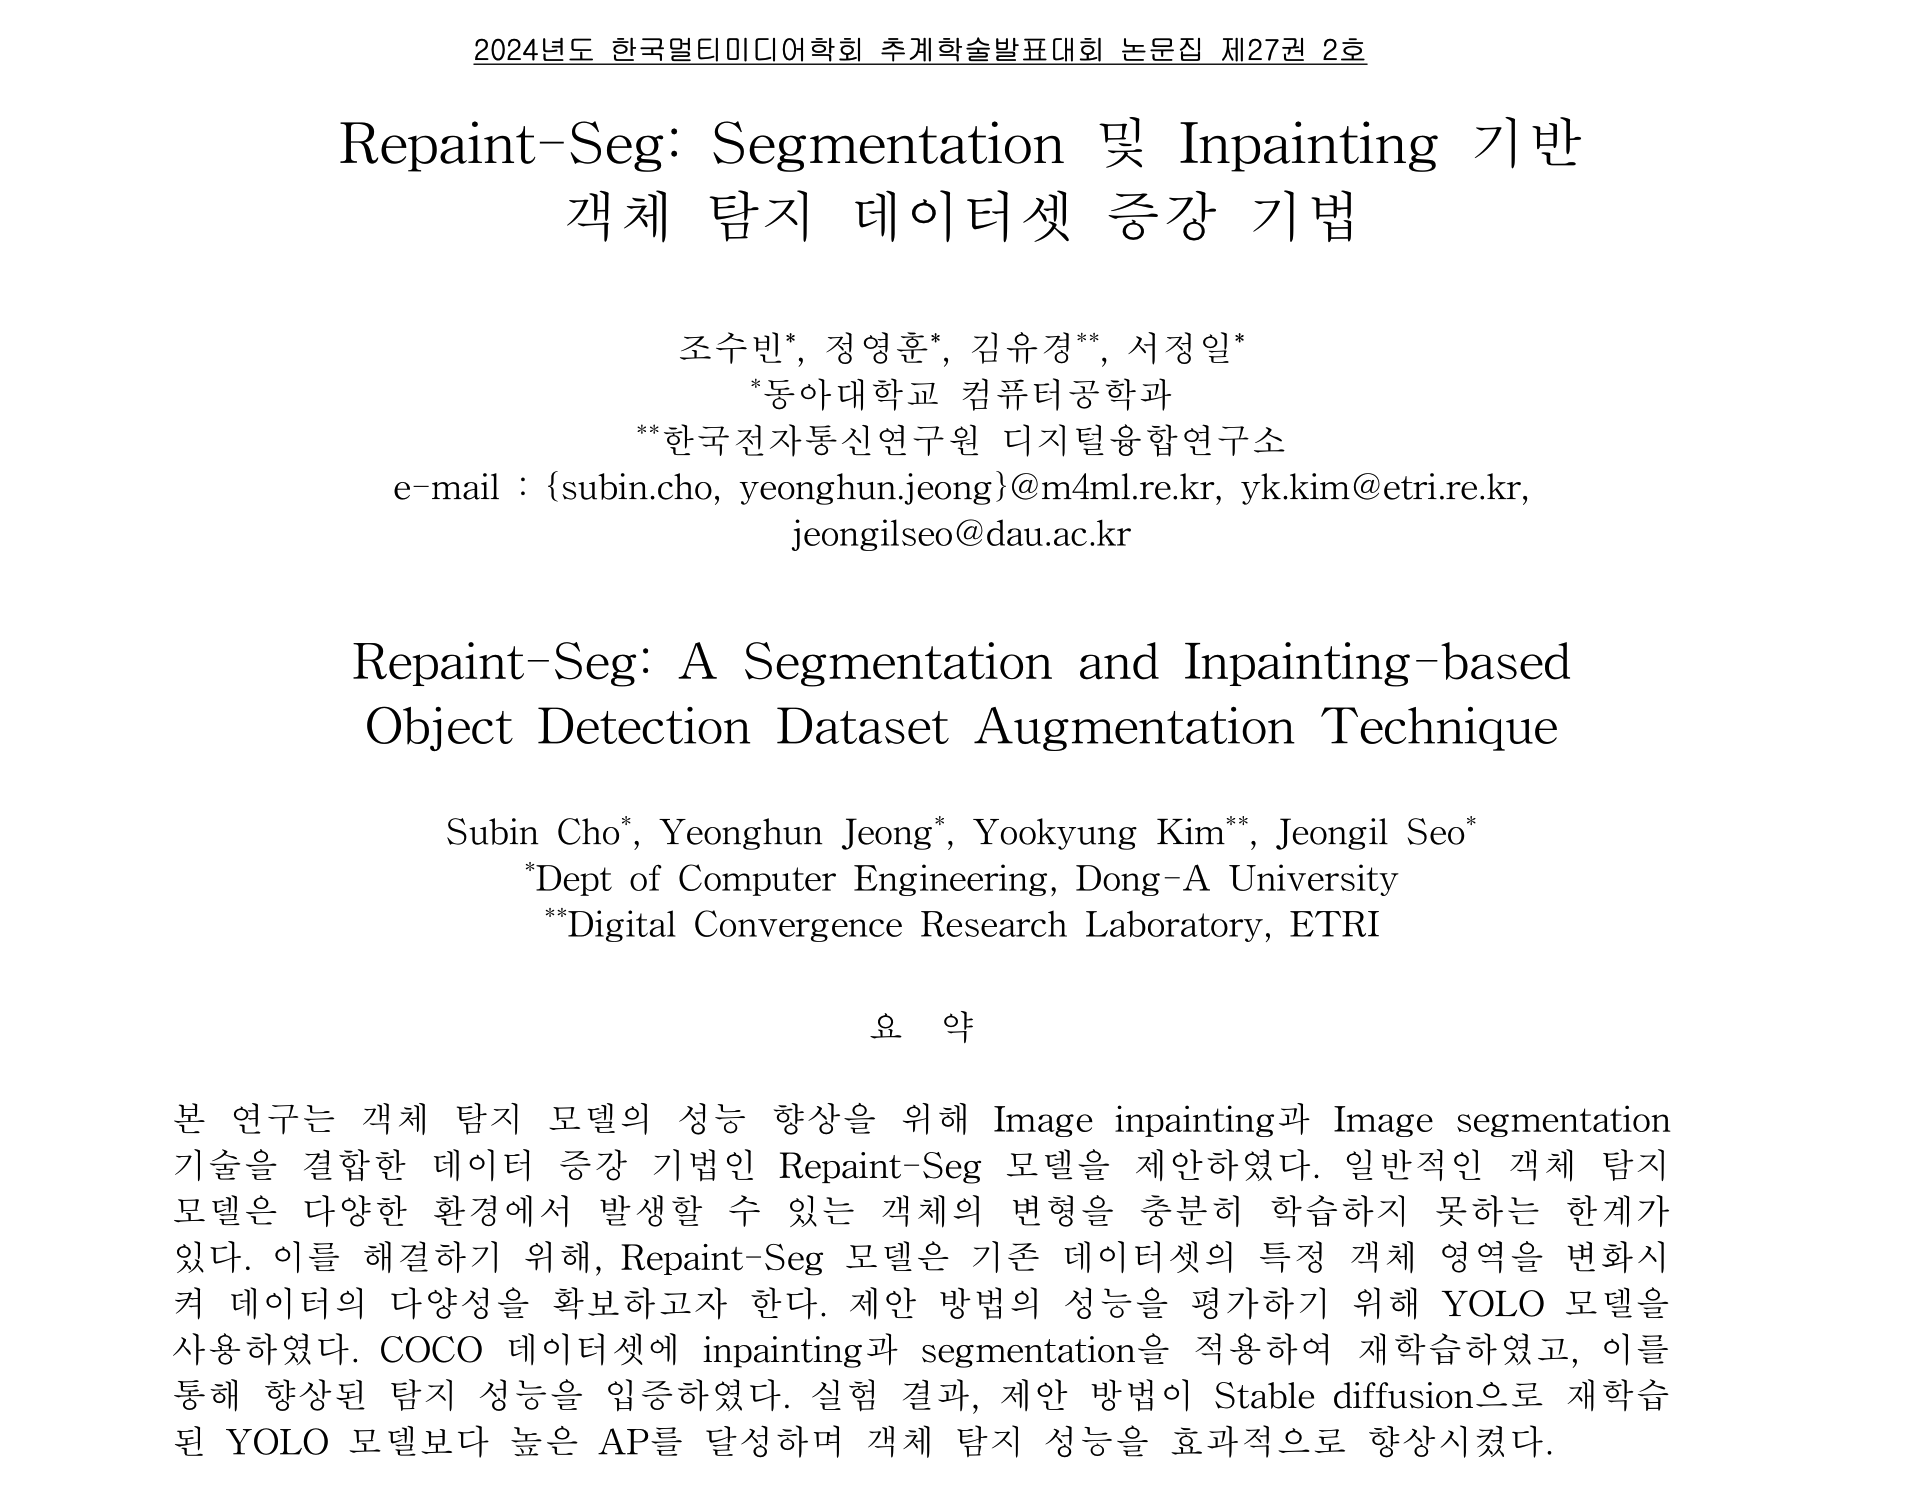 2024년도 한국멀티미디어학회 추계학술발표대회 논문집 제27권 2호
Repaint-Seg: Segmentation 및 Inpainting 기반
객체 탐지 데이터셋 증강 기법
조수빈*, 정영훈*, 김유경**, 서정일*
*동아대학교 컴퓨터공학과
**한국전자통신연구원 디지털융합연구소
e-mail : {subin.cho, yeonghun.jeong}@m4ml.re.kr, yk.kim@etri.re.kr,
jeongilseo@dau.ac.kr
Repaint-Seg: A Segmentation and Inpainting-based
Object Detection Dataset Augmentation Technique
Subin Cho*, Yeonghun Jeong*, Yookyung Kim**, Jeongil Seo*
*Dept of Computer Engineering, Dong-A University
**Digital Convergence Research Laboratory, ETRI
요 약
본 연구는 객체 탐지 모델의 성능 향상을 위해 Image inpainting과 Image segmentation
기술을 결합한 데이터 증강 기법인 Repaint-Seg 모델을 제안하였다. 일반적인 객체 탐지
모델은 다양한 환경에서 발생할 수 있는 객체의 변형을 충분히 학습하지 못하는 한계가
있다. 이를 해결하기 위해, Repaint-Seg 모델은 기존 데이터셋의 특정 객체 영역을 변화시
켜 데이터의 다양성을 확보하고자 한다. 제안 방법의 성능을 평가하기 위해 YOLO 모델을
사용하였다. COCO 데이터셋에 inpainting과 segmentation을 적용하여 재학습하였고, 이를
통해 향상된 탐지 성능을 입증하였다. 실험 결과, 제안 방법이 Stable diffusion으로 재학습
된 YOLO 모델보다 높은 AP를 달성하며 객체 탐지 성능을 효과적으로 향상시켰다.